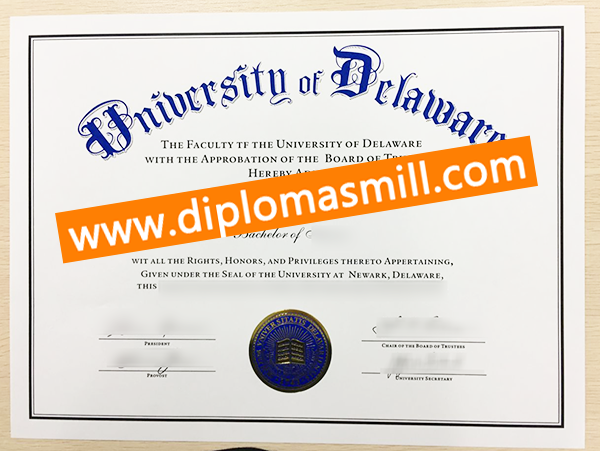 University of Delaware
The Faculty tf the University of Delaware
with the Approbation of the Board of
Hereby
www.diplomasmill.com
Bachelor of
wit all the Rights, Honors, and Privileges thereto Appertaining,
Given under the Seal of the University at Newark, Delaware,
this
President
Chair of the Board of Trustees
Provost
University Secretary